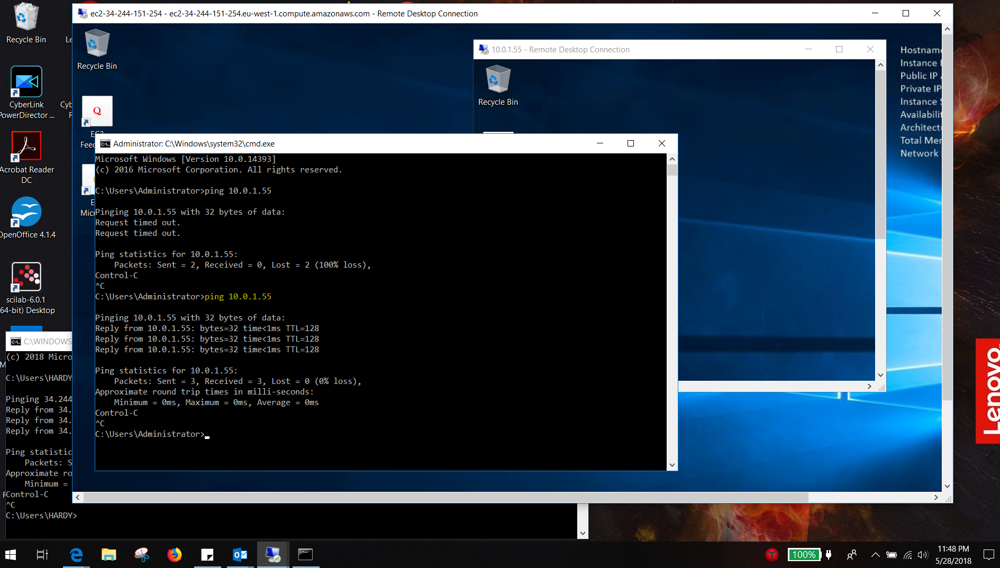 Recycle Bin
Le
CyberLink
PowerDirector ...
Cyb
R
Acrobat Reader
DC
OpenOffice 4.1.4
scilab-6.0.1
64-bit) Desktop
M
ec2-34-244-151-254 - ec2-34-244-151-254.eu-west-1.compute.amazonaws.com - Remote Desktop Connection
Recycle Bin
Q
EC2
Feed
E
Micr
10.0.1.55 - Remote Desktop Connection
Recycle Bin
Hostname
Instance I
Public IP A
Private IP
Instance S
Availabilit
Architectu
Total Mem
Network
Administrator: C:\Windows\system32\cmd.exe
Microsoft Windows [Version 10.0.14393]
(c) 2016 Microsoft Corporation. All rights reserved.
C:\Users\Administrator>ping 10.0.1.55
Pinging 10.0.1.55 with 32 bytes of data:
Request timed out.
Request timed out.
Ping statistics for 10.0.1.55:
Packets: Sent = 2, Received = 0, Lost = 2 (100% loss),
Control-C
^C
C:\Users\Administrator>ping 10.0.1.55
Pinging 10.0.1.55 with 32 bytes of data:
Reply from 10.0.1.55: bytes=32 time<1ms TTL=128
Reply from 10.0.1.55: bytes=32 time<1ms TTL=128
Reply from 10.0.1.55: bytes=32 time<1ms TTL=128
Ping statistics for 10.0.1.55:
Packets: Sent = 3, Received = 3, Lost = 0 (0% loss),
Approximate round trip times in milli-seconds:
Minimum = 0ms, Maximum = 0ms, Average = 0ms
Control-C
^C
C:\Users\Administrator>
C:\WINDOWS
(c) 2018 Micro
C:\Users\HARDY
Pinging 34.244
Reply from 34.
Reply from 34.
Reply from 34.
Ping statistic
Packets: S
Approximate ro
Minimum =
Control-C
^C
C:\Users\HARDY>
Lenovo
100%
11:48 PM
5/28/2018